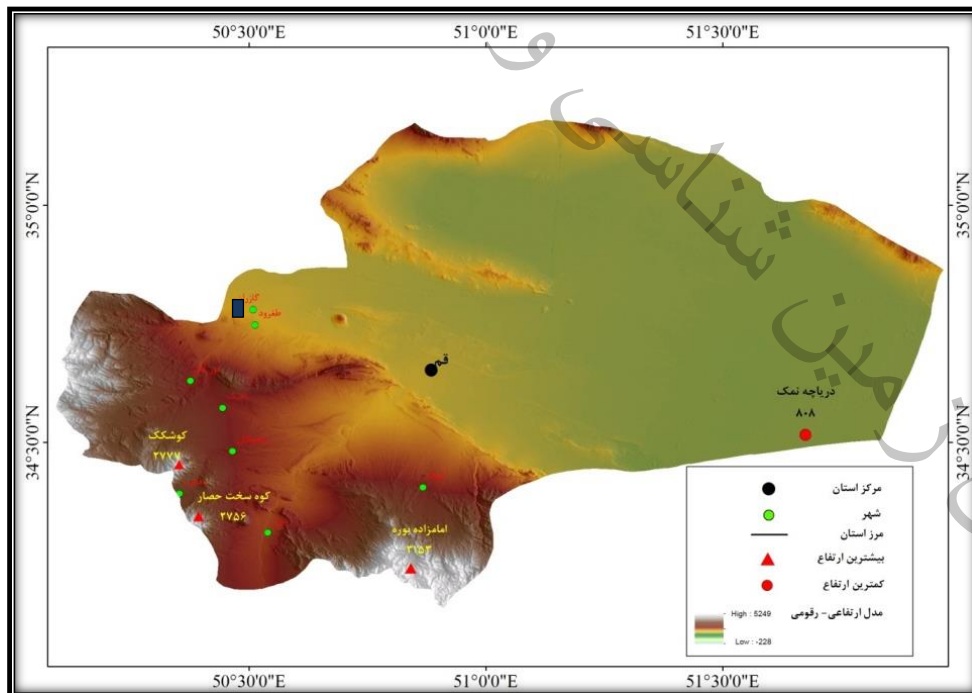 50°30'0"E
51°0'0"E
51°30'0"E
35°0'0"N
35°0'0"N
گازرا
طغرود
قم
دریاچه نمک
۸۰۸
34°30'0"N
34°30'0"N
کوشکک
۲۷۷۷
کوه سخت حصار
۲۷۵۶
امامزاده بوره
۳۱۵۳
مرکز استان
شهر
مرز استان
بیشترین ارتفاع
کمترین ارتفاع
مدل ارتفاعی- رقومی
High : 5249
Low : -228
50°30'0"E
51°0'0"E
51°30'0"E